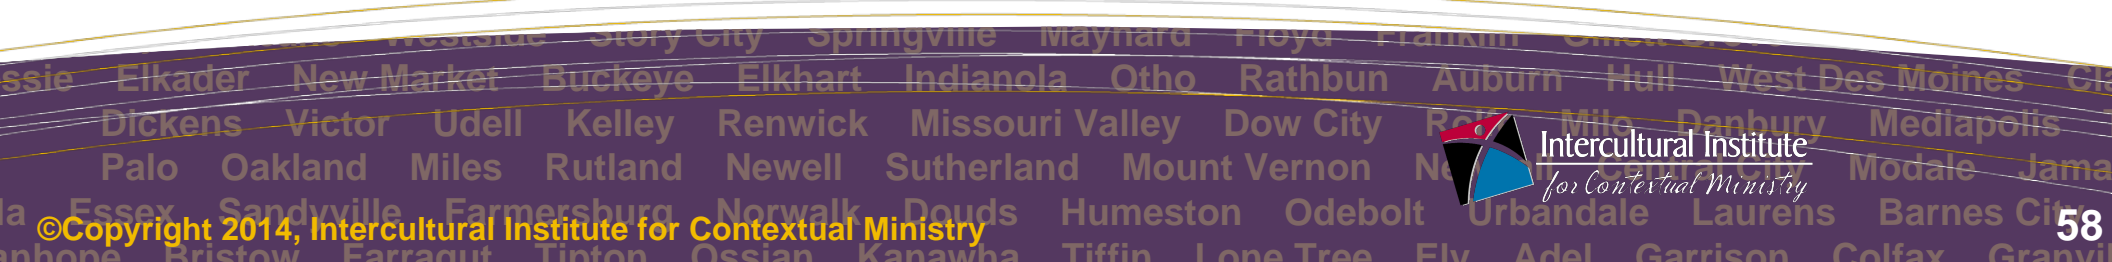 Westside Story City Springville Maynard Floyd Franklin
Elkader New Market Buckeye Elkhart Indianola Otho Rathbun Auburn Hull West Des Moines
Dickens Victor Udell Kelley Renwick Missouri Valley Dow City Milo Danbury Mediapolis
Intercultural Institute
Palo Oakland Miles Rutland Newell Sutherland Mount Vernon Central City Modale
for Contextual Ministry
Essex Sandyville Farmersburg Norwalk Douds Humeston Odebolt Urbandale Laurens Barnes City
©Copyright 2014, Intercultural Institute for Contextual Ministry
58
Bristow Farragut Tipton Ossian Kanawha Tiffin Lone Tree Ely Adel Garrison Colfax